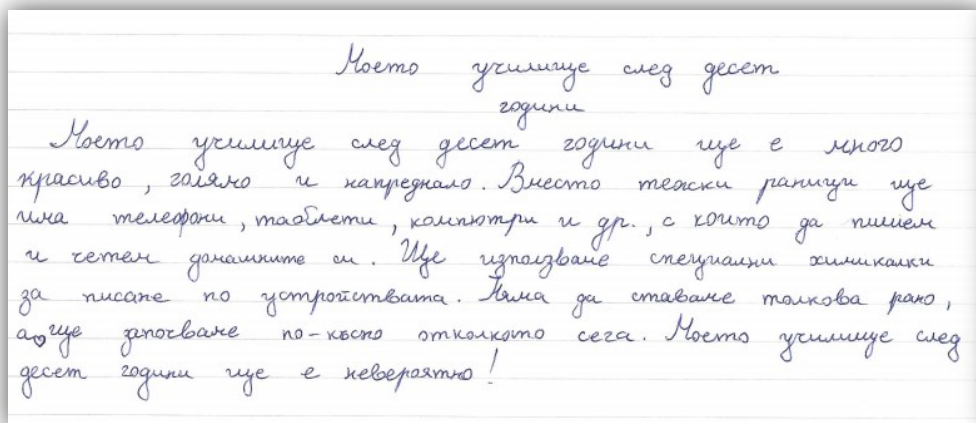 Моето училище след десет
години
Моето училище след десет години ще е много
красиво, голямо и напреднало. Вместо тежски раници ще
има телефони, таблети, компютри и др., с които да пишем
и четем домашните си. Ще използваме специални химикалки
за писане по устройствата. Няма да ставаме толкова рано,
а ще започваме по-късно отколкото сега. Моето училище след
десет години ще е невероятно!